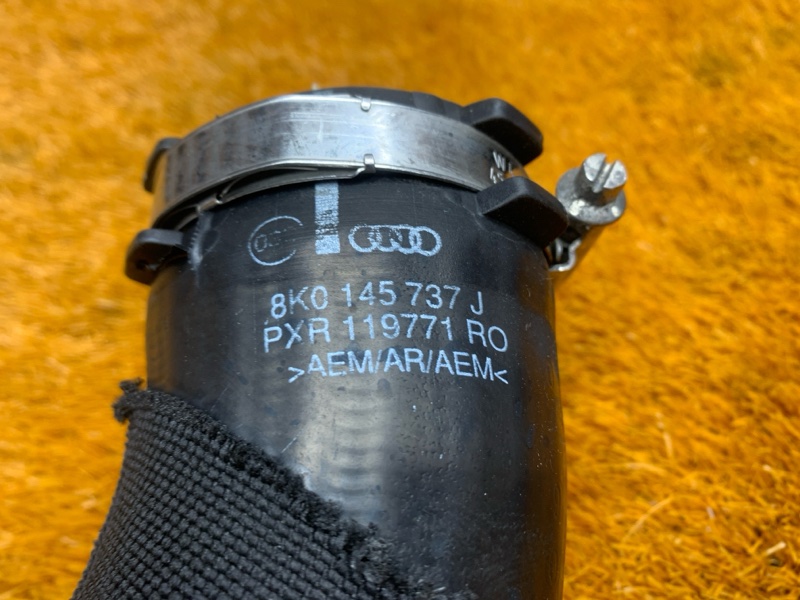 8K0 145 737 J
PXR 119771 RO
>AEM/AR/AEM<